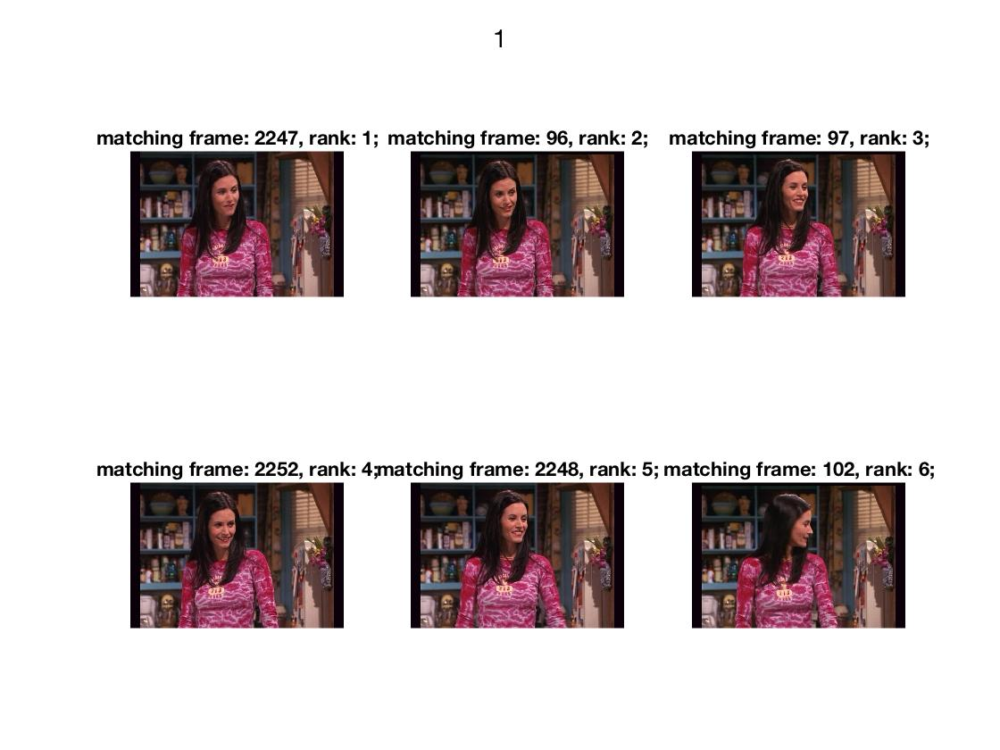 1
matching frame: 2247, rank: 1;
matching frame: 96, rank: 2;
matching frame: 97, rank: 3;
matching frame: 2252, rank: 4;
matching frame: 2248, rank: 5;
matching frame: 102, rank: 6;